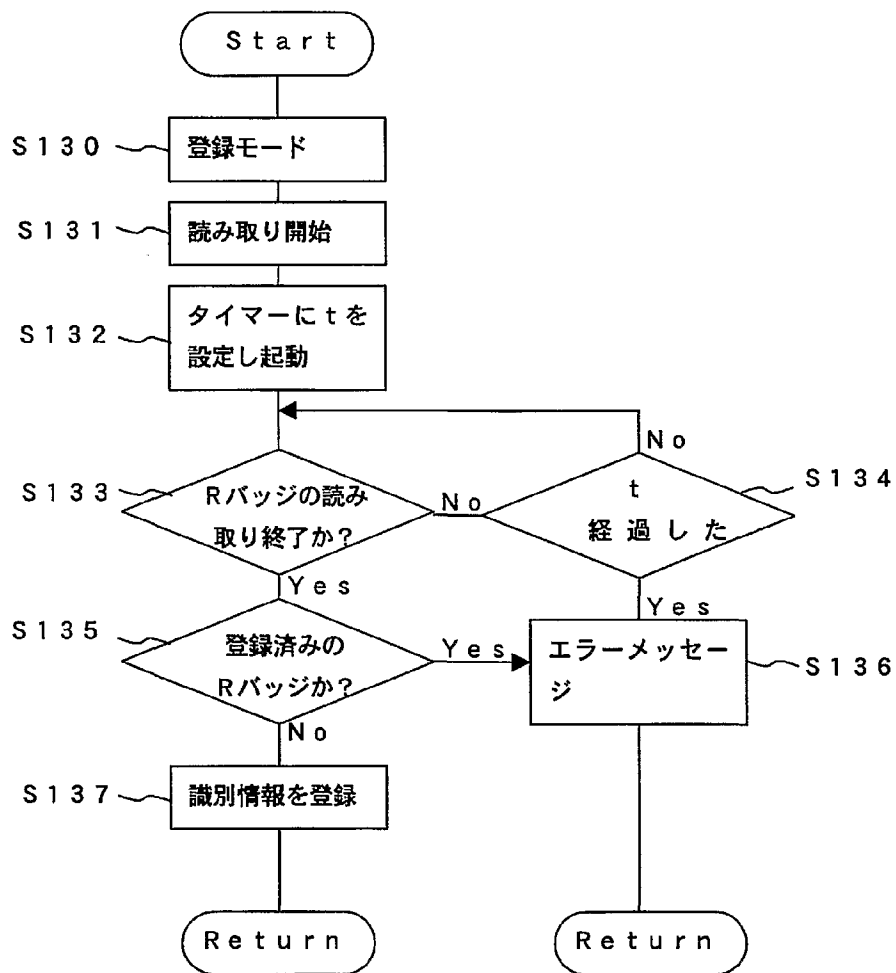 Start
S130
登録モード
S131
読み取り開始
S132
タイマーにtを
設定し起動
No
S133
Rバッジの読み
取り終了か?
No
t
経過した
S134
Yes
Yes
S135
登録済みの
Rバッジか?
Yes
エラーメッセー
ジ
S136
No
S137
識別情報を登録
Return
Return